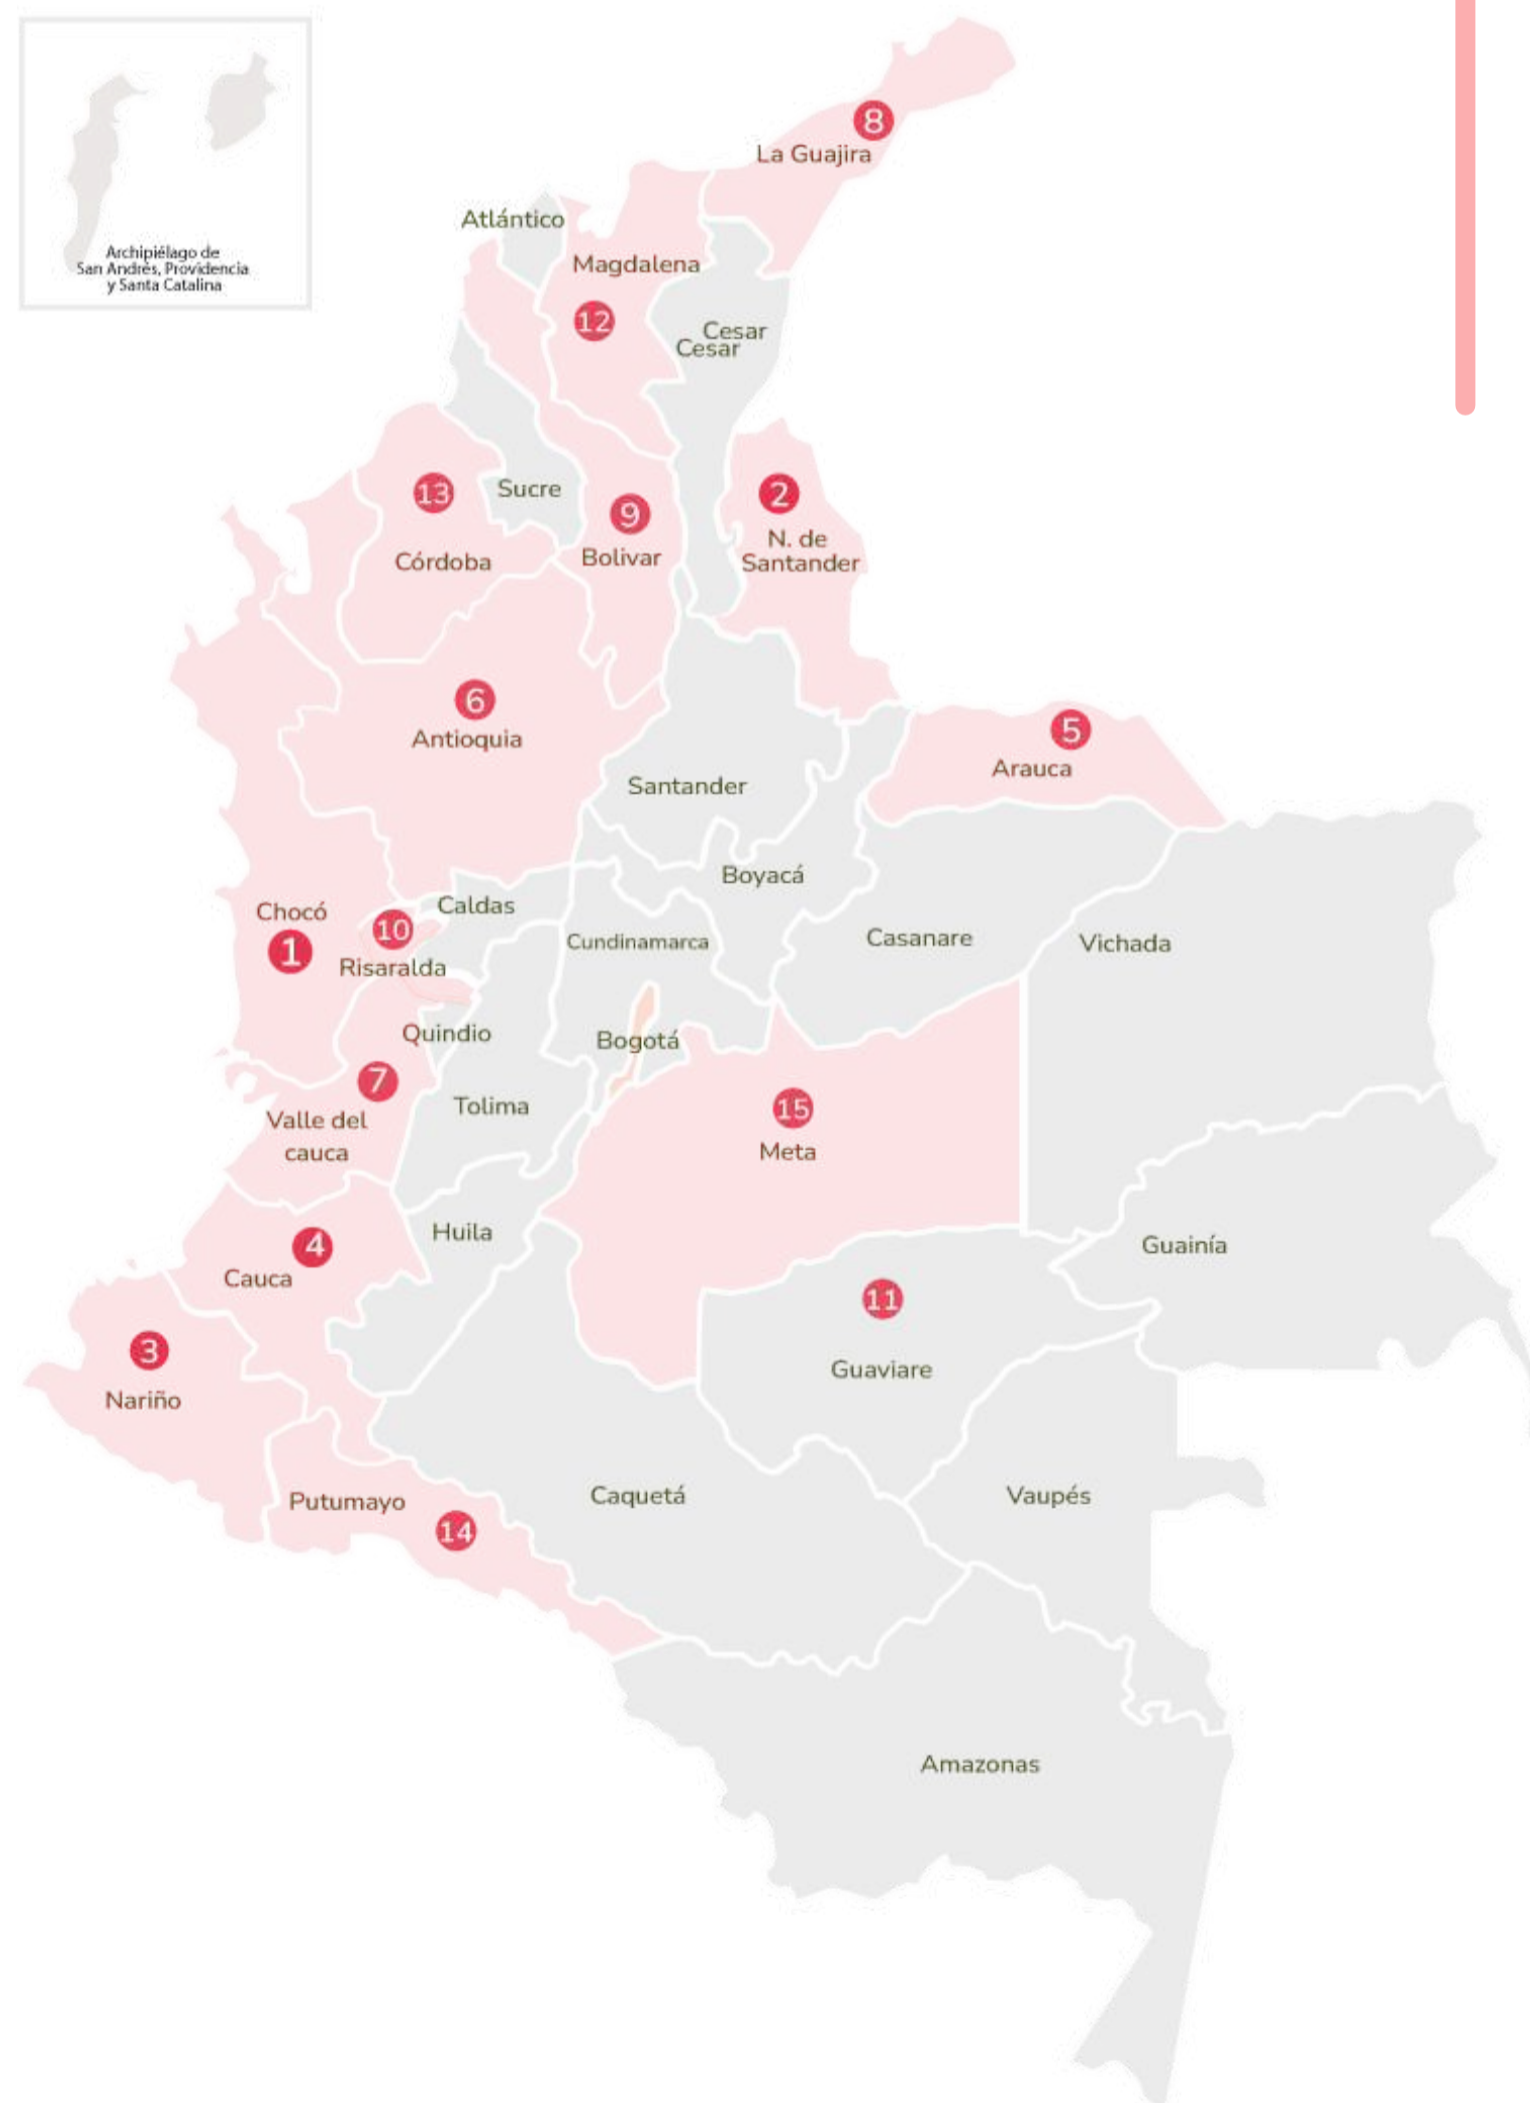 8
La Guajira
Atlántico
Archipiélago de
San Andrés, Providencia
y Santa Catalina
Magdalena
12
Cesar
Cesar
13
Sucre
9
2
N. de
Santander
Córdoba
Bolivar
6
Antioquia
5
Arauca
Santander
Boyacá
Chocó
1
10
Risaralda
Caldas
Cundinamarca
Casanare
Vichada
Quindio
Bogotá
7
Valle del
cauca
Tolima
15
Meta
4
Cauca
Huila
Guainía
3
Nariño
11
Guaviare
Putumayo
14
Caquetá
Vaupés
Amazonas